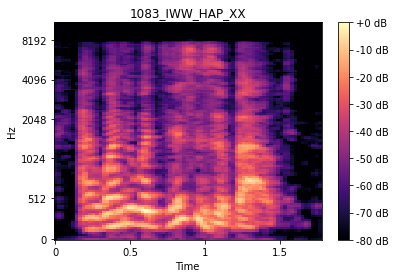 1083_IWW_HAP_XX
Hz
8192
4096
2048
1024
512
0
0
0.5
1
1.5
Time
+0 dB
-10 dB
-20 dB
-30 dB
-40 dB
-50 dB
-60 dB
-70 dB
-80 dB